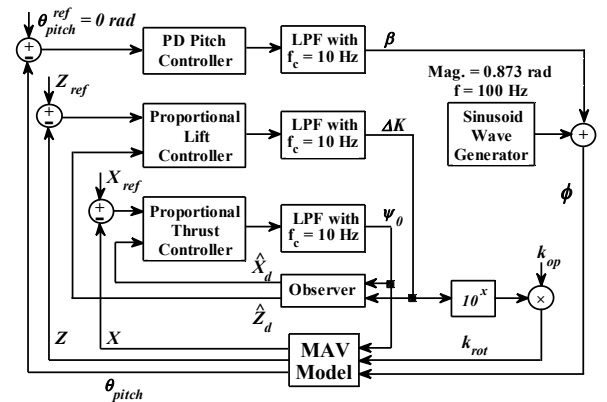 θ_pitch^ref = 0 rad
PD Pitch
Controller
LPF with
f_c = 10 Hz
β
Z_ref
Mag. = 0.873 rad
f = 100 Hz
Proportional
Lift
Controller
LPF with
f_c = 10 Hz
ΔK
Sinusoid
Wave
Generator
X_ref
Proportional
Thrust
Controller
LPF with
f_c = 10 Hz
ψ_0
ϕ
X̂_d
Observer
10^x
k_op
×
Ẑ_d
Z
X
MAV
Model
k_rot
θ_pitch
+
−
+
−
+
−
+